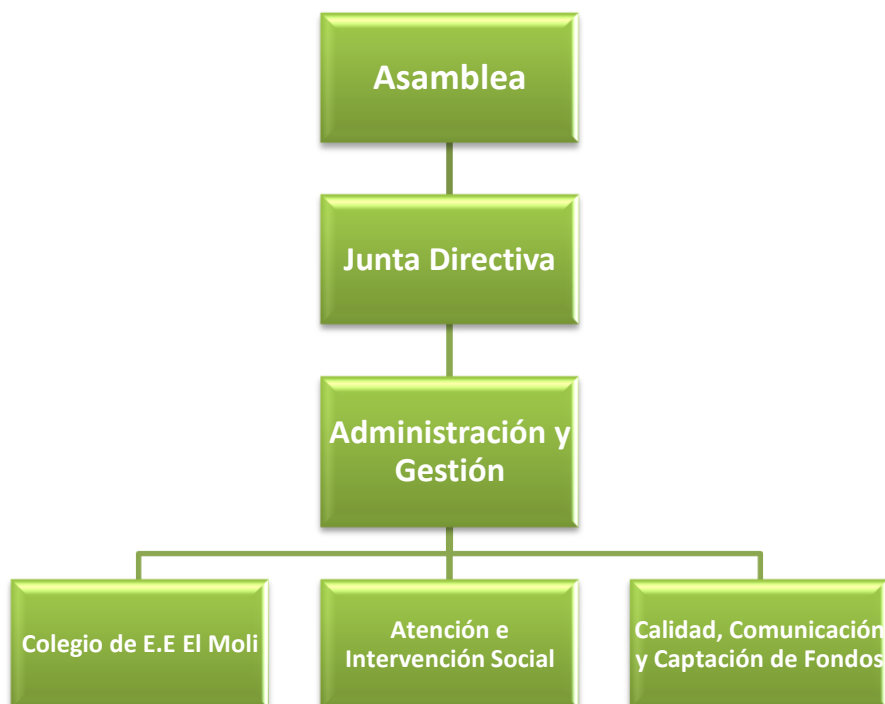 Asamblea
Junta Directiva
Administración y
Gestión
Colegio de E.E El Moli
Atención e
Intervención Social
Calidad, Comunicación
y Captación de Fondos